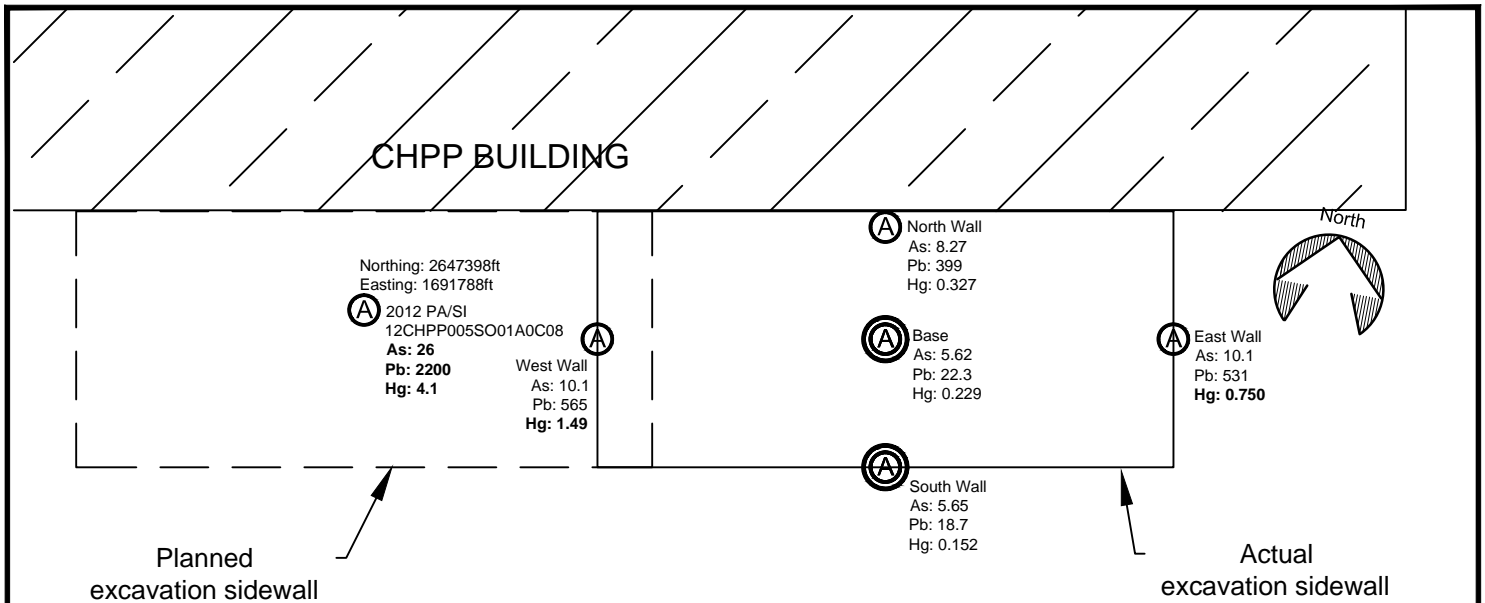 CHPP BUILDING
North
Northing: 2647398ft
Easting: 1691788ft
A
2012 PA/SI
12CHPP005SO01A0C08
As: 26
Pb: 2200
Hg: 4.1
A
West Wall
As: 10.1
Pb: 565
Hg: 1.49
A
North Wall
As: 8.27
Pb: 399
Hg: 0.327
A
Base
As: 5.62
Pb: 22.3
Hg: 0.229
A
East Wall
As: 10.1
Pb: 531
Hg: 0.750
A
South Wall
As: 5.65
Pb: 18.7
Hg: 0.152
Planned
excavation sidewall
Actual
excavation sidewall